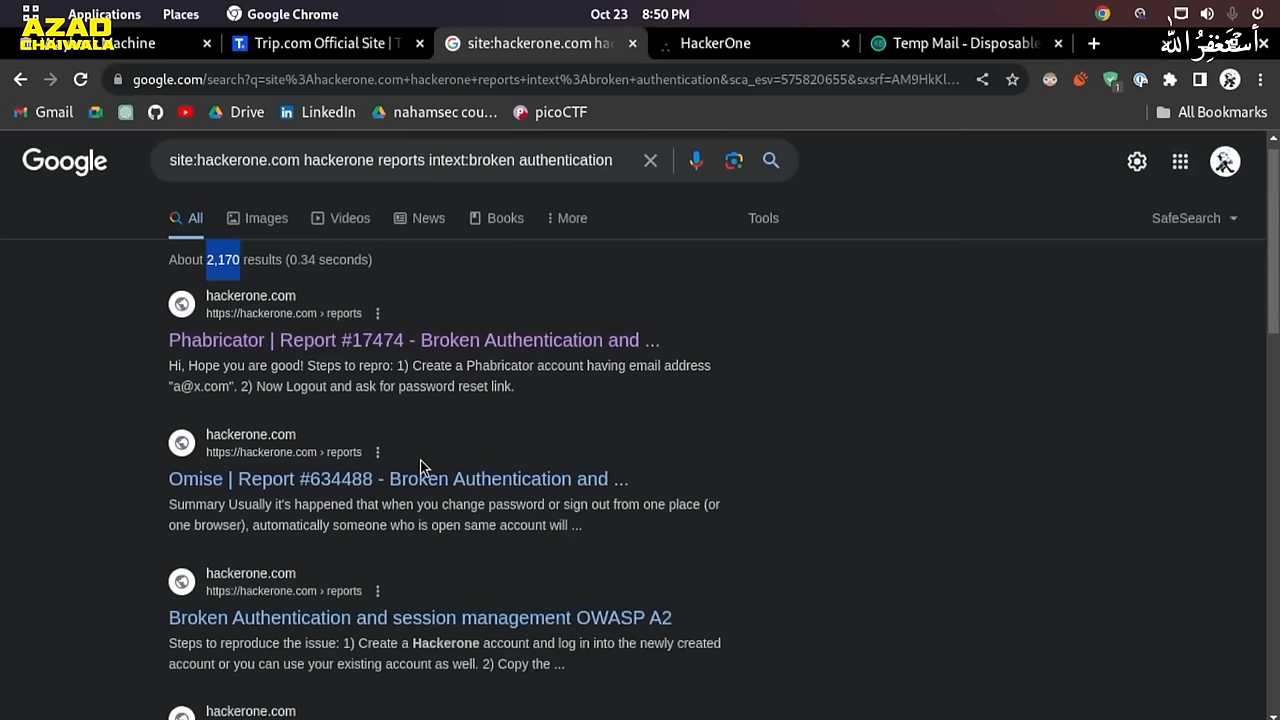 Applications Places Google Chrome Oct 23 8:50 PM
AZAD
CHAIWALA
أستغفر الله
achine Trip.com Official Site | T site:hackerone.com hac HackerOne Temp Mail - Disposable
google.com/search?q=site%3Ahackerone.com+hackerone+reports+intext%3Abroken+authentication&sca_esv=575820655&sxsrf=AM9HkKl...
1
Gmail Drive LinkedIn nahamsec cou... picoCTF All Bookmarks
Google site:hackerone.com hackerone reports intext:broken authentication
All Images Videos News Books More Tools SafeSearch
About 2,170 results (0.34 seconds)
hackerone.com
https://hackerone.com › reports
Phabricator | Report #17474 - Broken Authentication and ...
Hi, Hope you are good! Steps to repro: 1) Create a Phabricator account having email address
"a@x.com". 2) Now Logout and ask for password reset link.
hackerone.com
https://hackerone.com › reports
Omise | Report #634488 - Broken Authentication and ...
Summary Usually it's happened that when you change password or sign out from one place (or
one browser), automatically someone who is open same account will ...
hackerone.com
https://hackerone.com › reports
Broken Authentication and session management OWASP A2
Steps to reproduce the issue: 1) Create a Hackerone account and log in into the newly created
account or you can use your existing account as well. 2) Copy the ...
hackerone.com